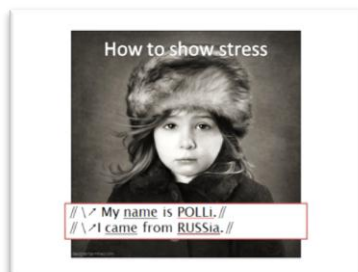 How to show stress
// \↗ My name is POLLi. //
// \↗I came from RUSSia. //